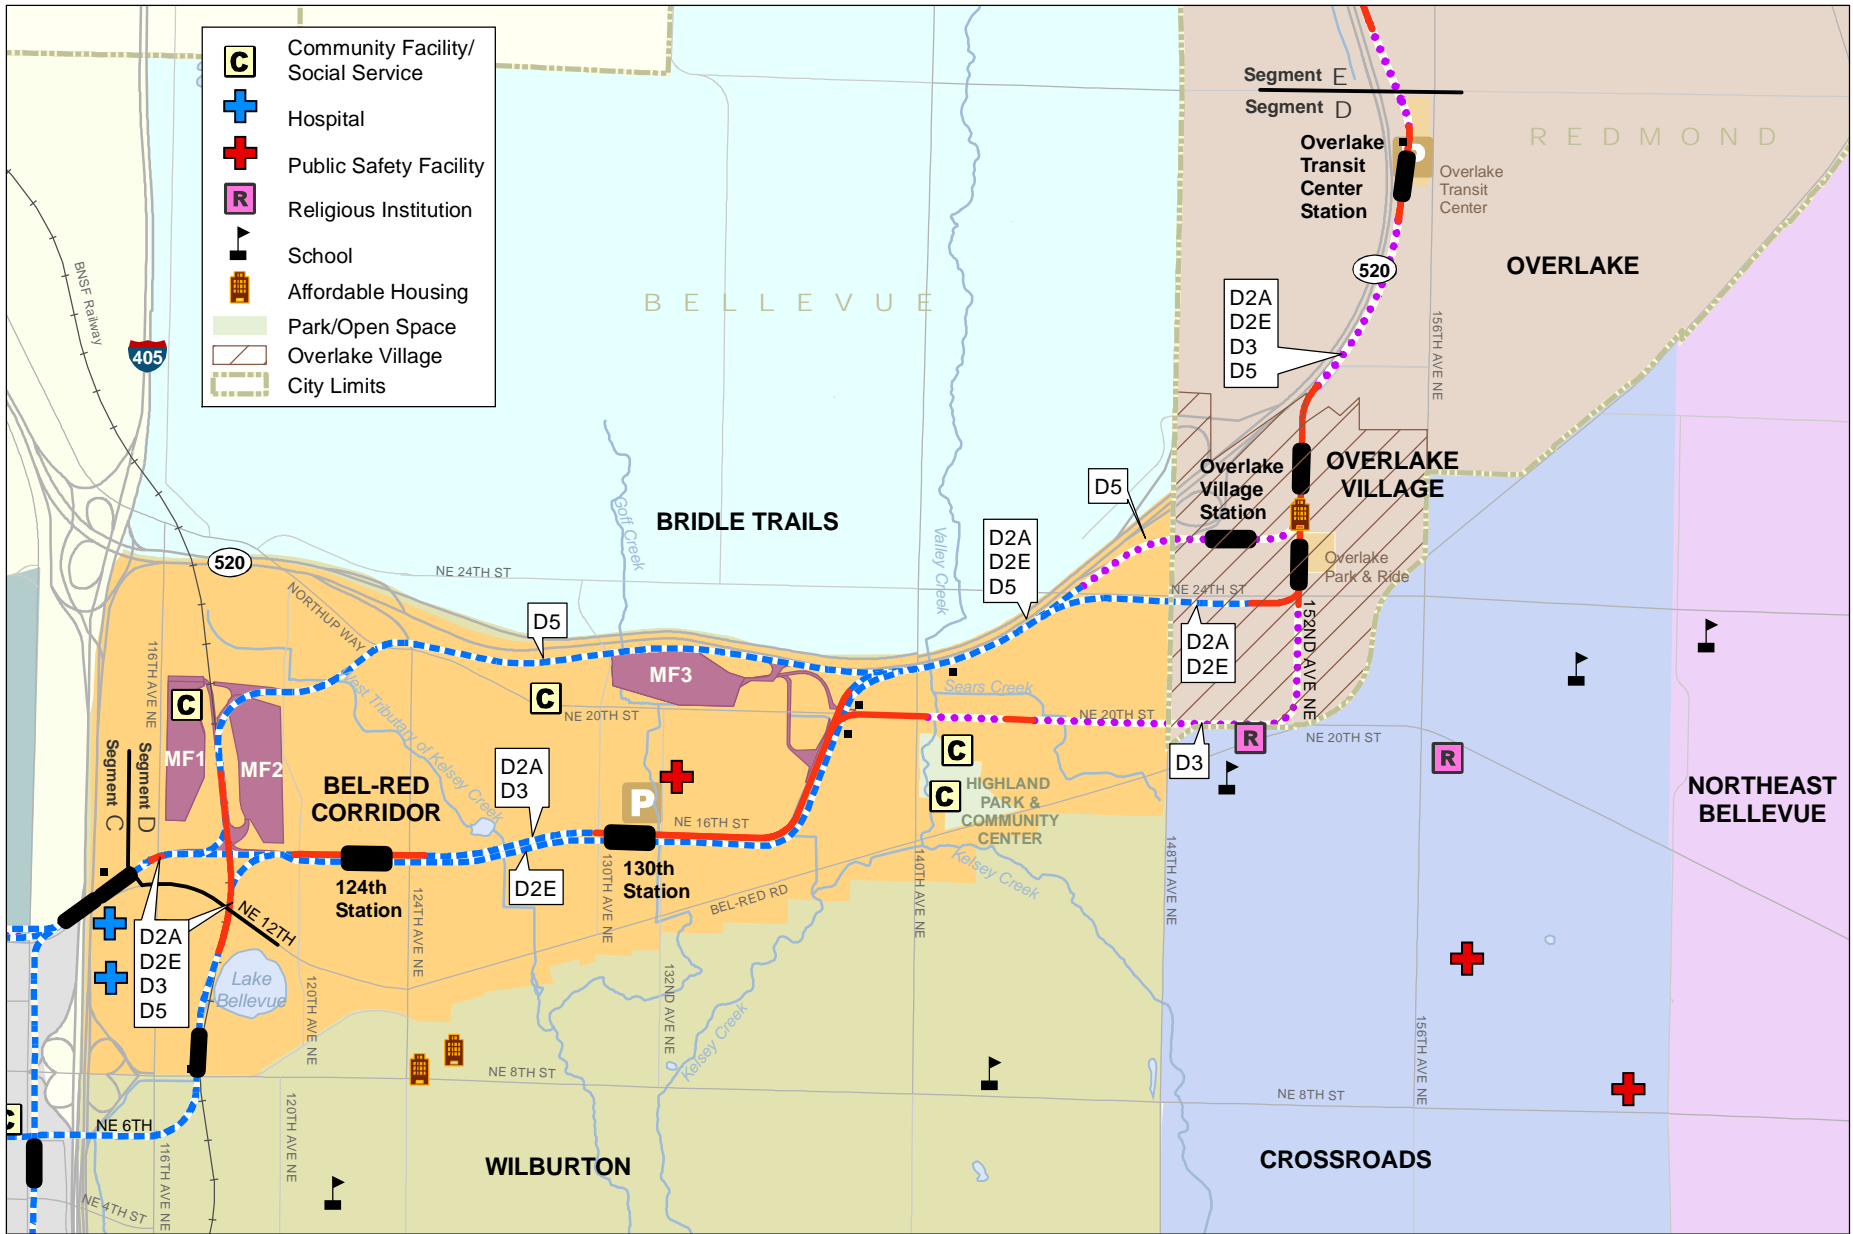 C
Community Facility/
Social Service
Hospital
Public Safety Facility
R
Religious Institution
School
Affordable Housing
Park/Open Space
Overlake Village
City Limits
BNSF Railway
405
BELLEVUE
BRIDLE TRAILS
Segment E
Segment D
Overlake
Transit
Center
Station
P
Overlake
Transit
Center
REDMOND
OVERLAKE
520
D2A
D2E
D3
D5
156TH AVE NE
Overlake
Village
Station
OVERLAKE
VILLAGE
Overlake
Park & Ride
D5
D2A
D2E
D5
NE 24TH ST
NE 24TH ST
D2A
D2E
152ND AVE NE
520
NORTHUP WAY
Goff Creek
Valley Creek
D5
116TH AVE NE
C
MF1
MF2
MF3
C
NE 20TH ST
Sears Creek
NE 20TH ST
NE 20TH ST
D3
R
R
West Tributary of Kelsey Creek
Segment C
Segment D
BEL-RED
CORRIDOR
D2A
D3
P
NE 16TH ST
C
C
HIGHLAND
PARK &
COMMUNITY
CENTER
NORTHEAST
BELLEVUE
124th
Station
D2E
130th
Station
130TH AVE NE
124TH AVE NE
BEL-RED RD
140TH AVE NE
Kelsey Creek
148TH AVE NE
NE 12TH
D2A
D2E
D3
D5
Lake
Bellevue
120TH AVE NE
132ND AVE NE
Kelsey Creek
156TH AVE NE
NE 8TH ST
NE 8TH ST
C
NE 6TH
120TH AVE NE
116TH AVE NE
NE 4TH ST
WILBURTON
CROSSROADS